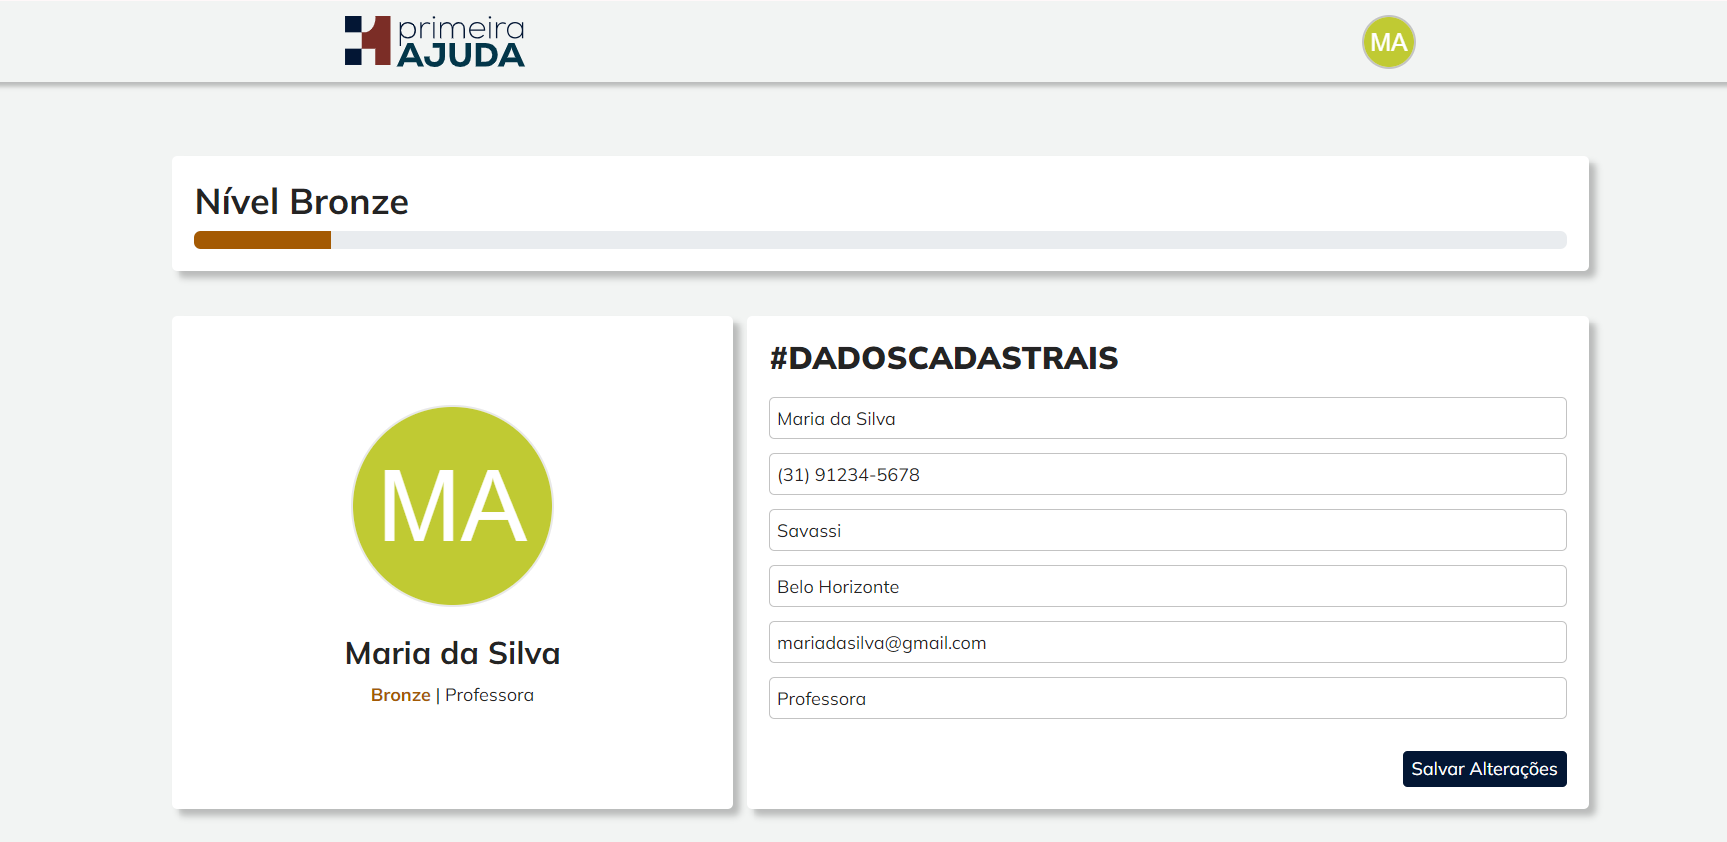 primeira
AJUDA
MA
Nível Bronze
MA
Maria da Silva
Bronze | Professora
#DADOSCADASTRAIS
Maria da Silva
(31) 91234-5678
Savassi
Belo Horizonte
mariadasilva@gmail.com
Professora
Salvar Alterações